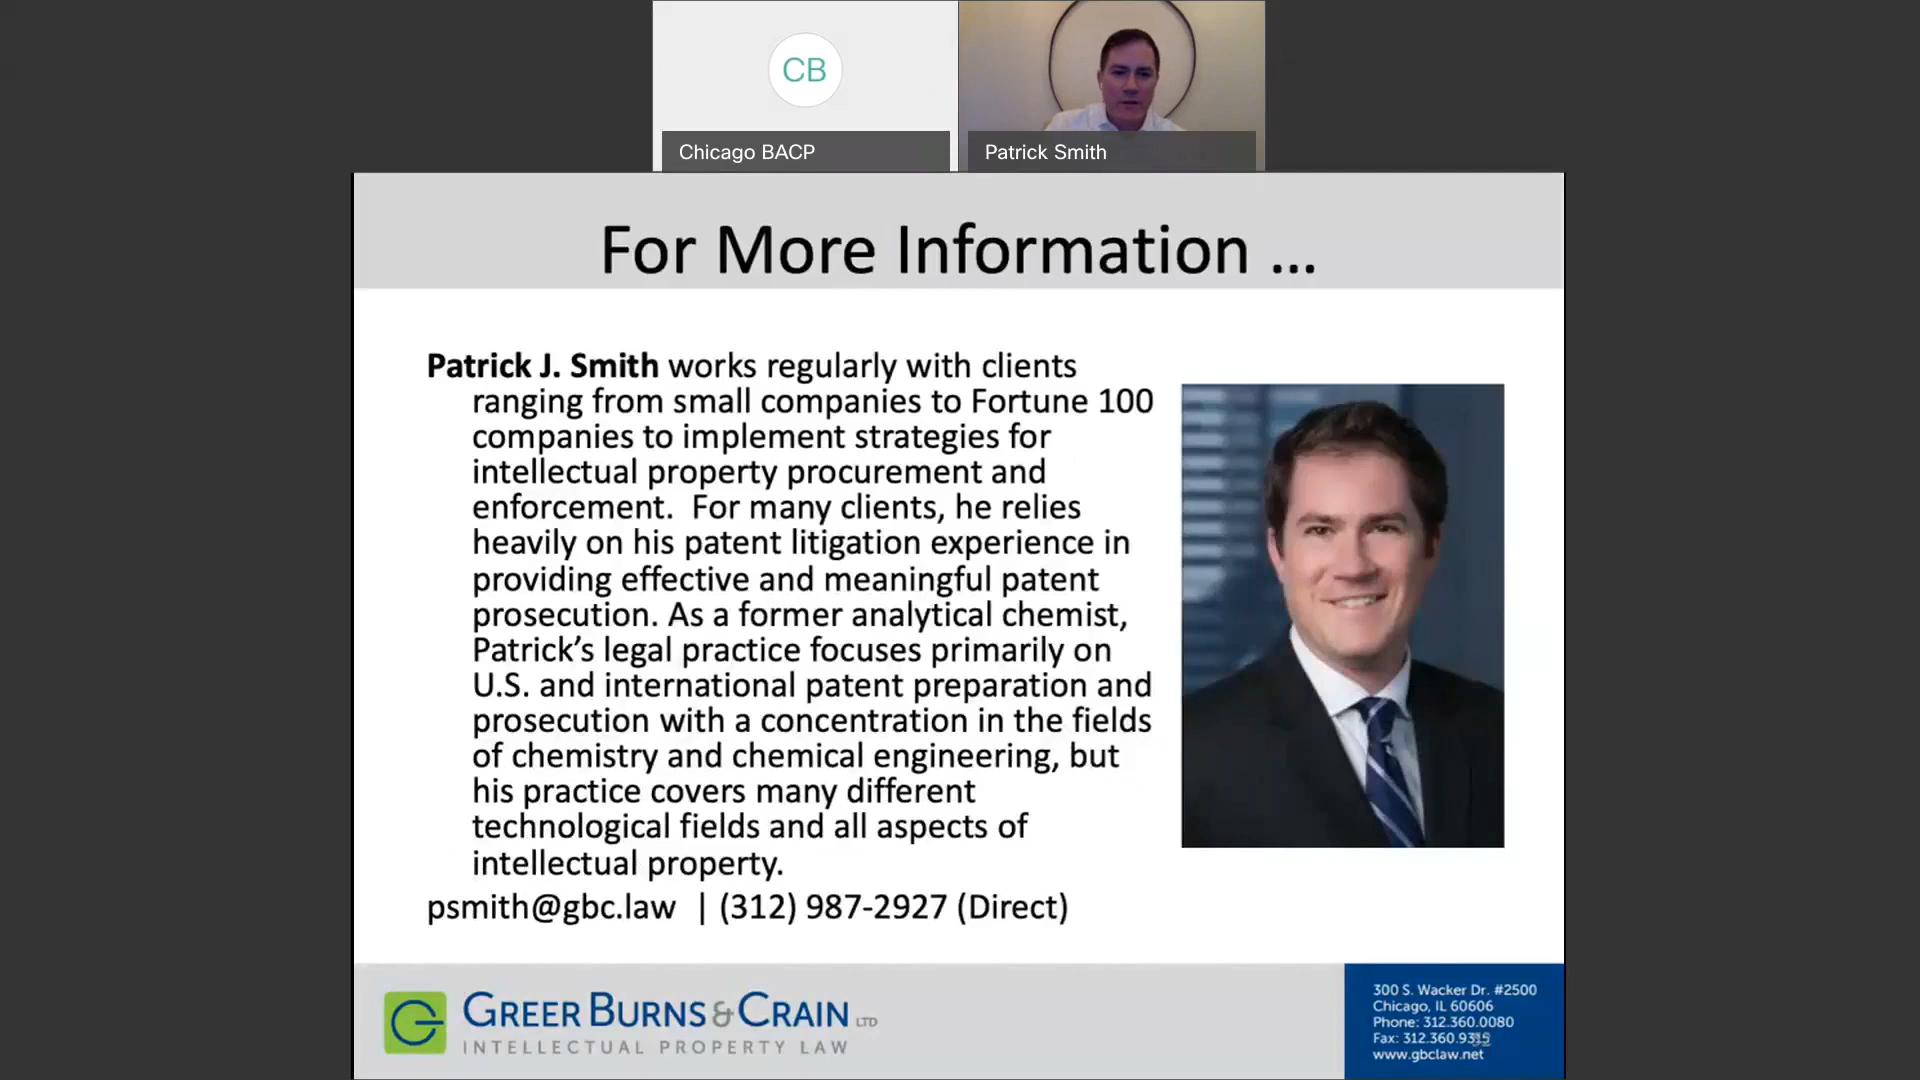 CB
Chicago BACP
Patrick Smith
For More Information ...
Patrick J. Smith works regularly with clients
ranging from small companies to Fortune 100
companies to implement strategies for
intellectual property procurement and
enforcement.  For many clients, he relies
heavily on his patent litigation experience in
providing effective and meaningful patent
prosecution. As a former analytical chemist,
Patrick’s legal practice focuses primarily on
U.S. and international patent preparation and
prosecution with a concentration in the fields
of chemistry and chemical engineering, but
his practice covers many different
technological fields and all aspects of
intellectual property.
psmith@gbc.law | (312) 987-2927 (Direct)
GREER BURNS & CRAIN LTD
INTELLECTUAL PROPERTY LAW
300 S. Wacker Dr. #2500
Chicago, IL 60606
Phone: 312.360.0080
Fax:
www.gbclaw.net